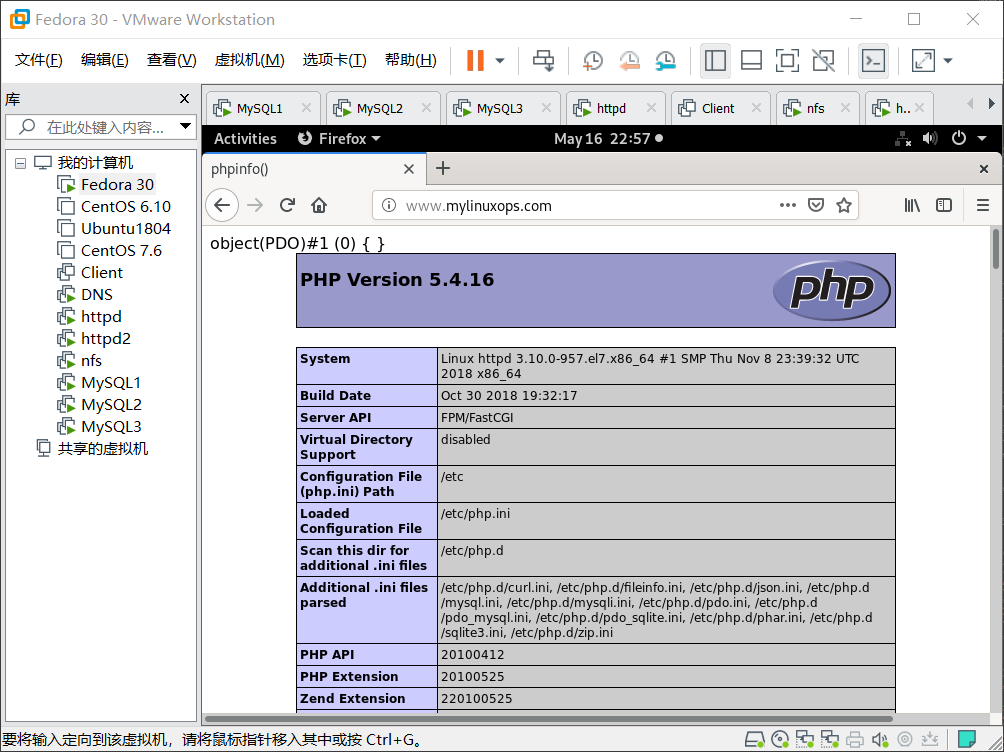 Fedora 30 - VMware Workstation
文件(F) 编辑(E) 查看(V) 虚拟机(M) 选项卡(T) 帮助(H)
库
在此处键入内容...
我的计算机
Fedora 30
CentOS 6.10
Ubuntu1804
CentOS 7.6
Client
DNS
httpd
httpd2
nfs
MySQL1
MySQL2
MySQL3
共享的虚拟机
MySQL1 MySQL2 MySQL3 httpd Client nfs h...
Activities Firefox May 16 22:57
phpinfo()
www.mylinuxops.com
object(PDO)#1 (0) { }
PHP Version 5.4.16
php
System Linux httpd 3.10.0-957.el7.x86_64 #1 SMP Thu Nov 8 23:39:32 UTC
2018 x86_64
Build Date Oct 30 2018 19:32:17
Server API FPM/FastCGI
Virtual Directory disabled
Support
Configuration File /etc
(php.ini) Path
Loaded /etc/php.ini
Configuration File
Scan this dir for /etc/php.d
additional .ini files
Additional .ini files /etc/php.d/curl.ini, /etc/php.d/fileinfo.ini, /etc/php.d/json.ini, /etc/php.d
parsed /mysql.ini, /etc/php.d/mysqli.ini, /etc/php.d/pdo.ini, /etc/php.d
/pdo_mysql.ini, /etc/php.d/pdo_sqlite.ini, /etc/php.d/phar.ini, /etc/php.d
/sqlite3.ini, /etc/php.d/zip.ini
PHP API 20100412
PHP Extension 20100525
Zend Extension 220100525
要将输入定向到该虚拟机，请将鼠标指针移入其中或按 Ctrl+G。